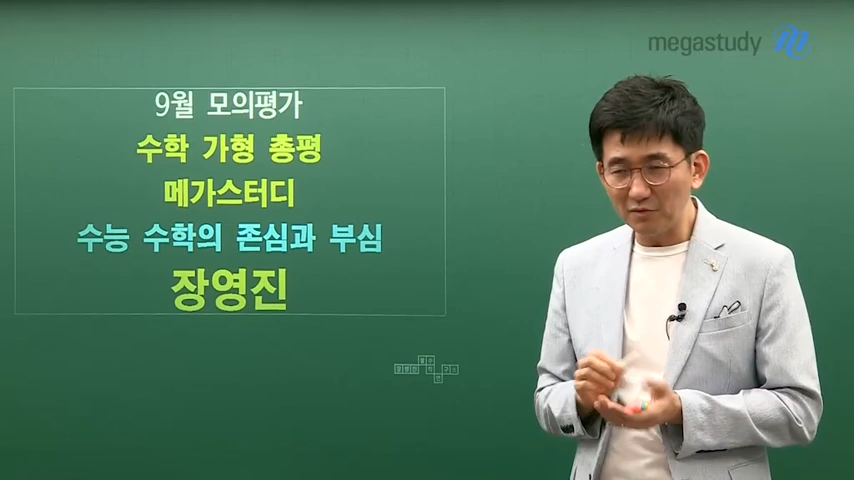 megastudy
9월 모의평가
수학 가형 총평
메가스터디
수능 수학의 존심과 부심
장영진